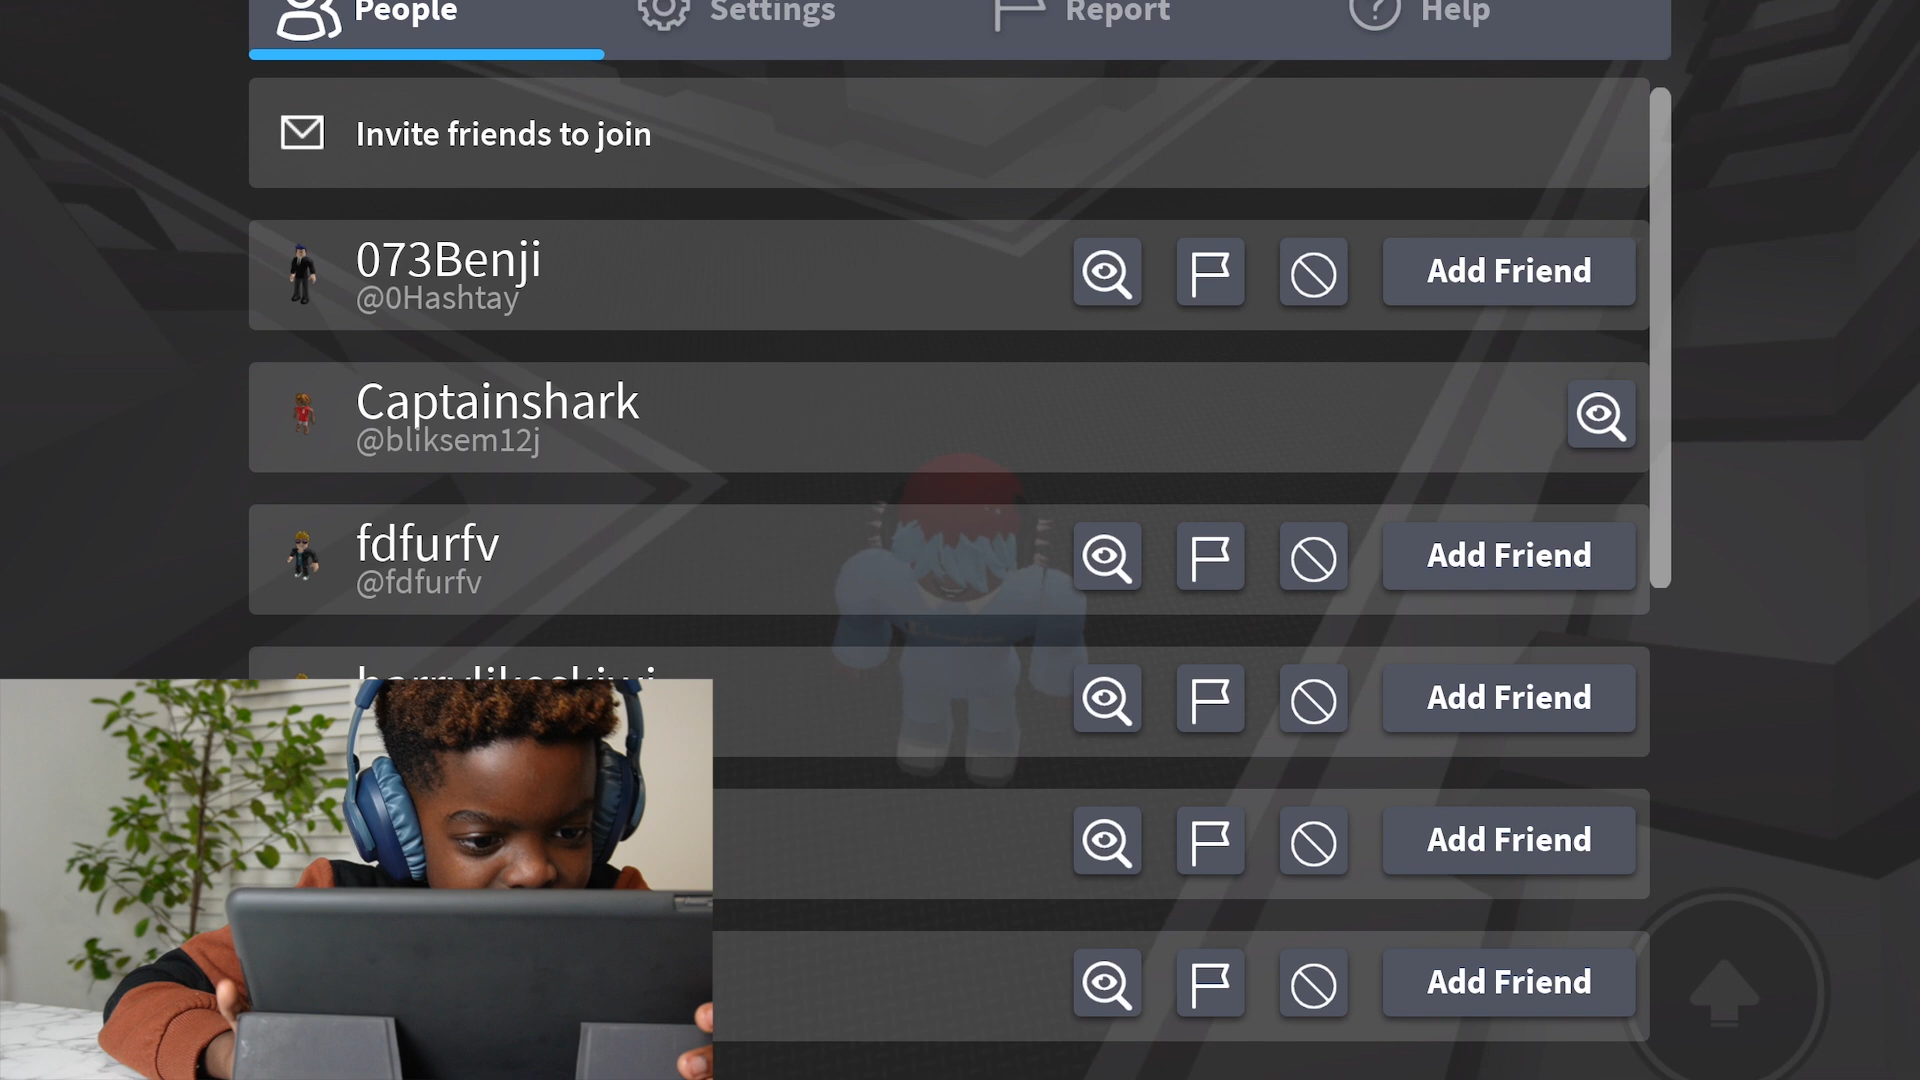 People
Settings
Report
Help
Invite friends to join
073Benji
@0Hashtay
Add Friend
Captainshark
@bliksem12j
fdfurfv
@fdfurfv
Add Friend
Add Friend
Add Friend
Add Friend